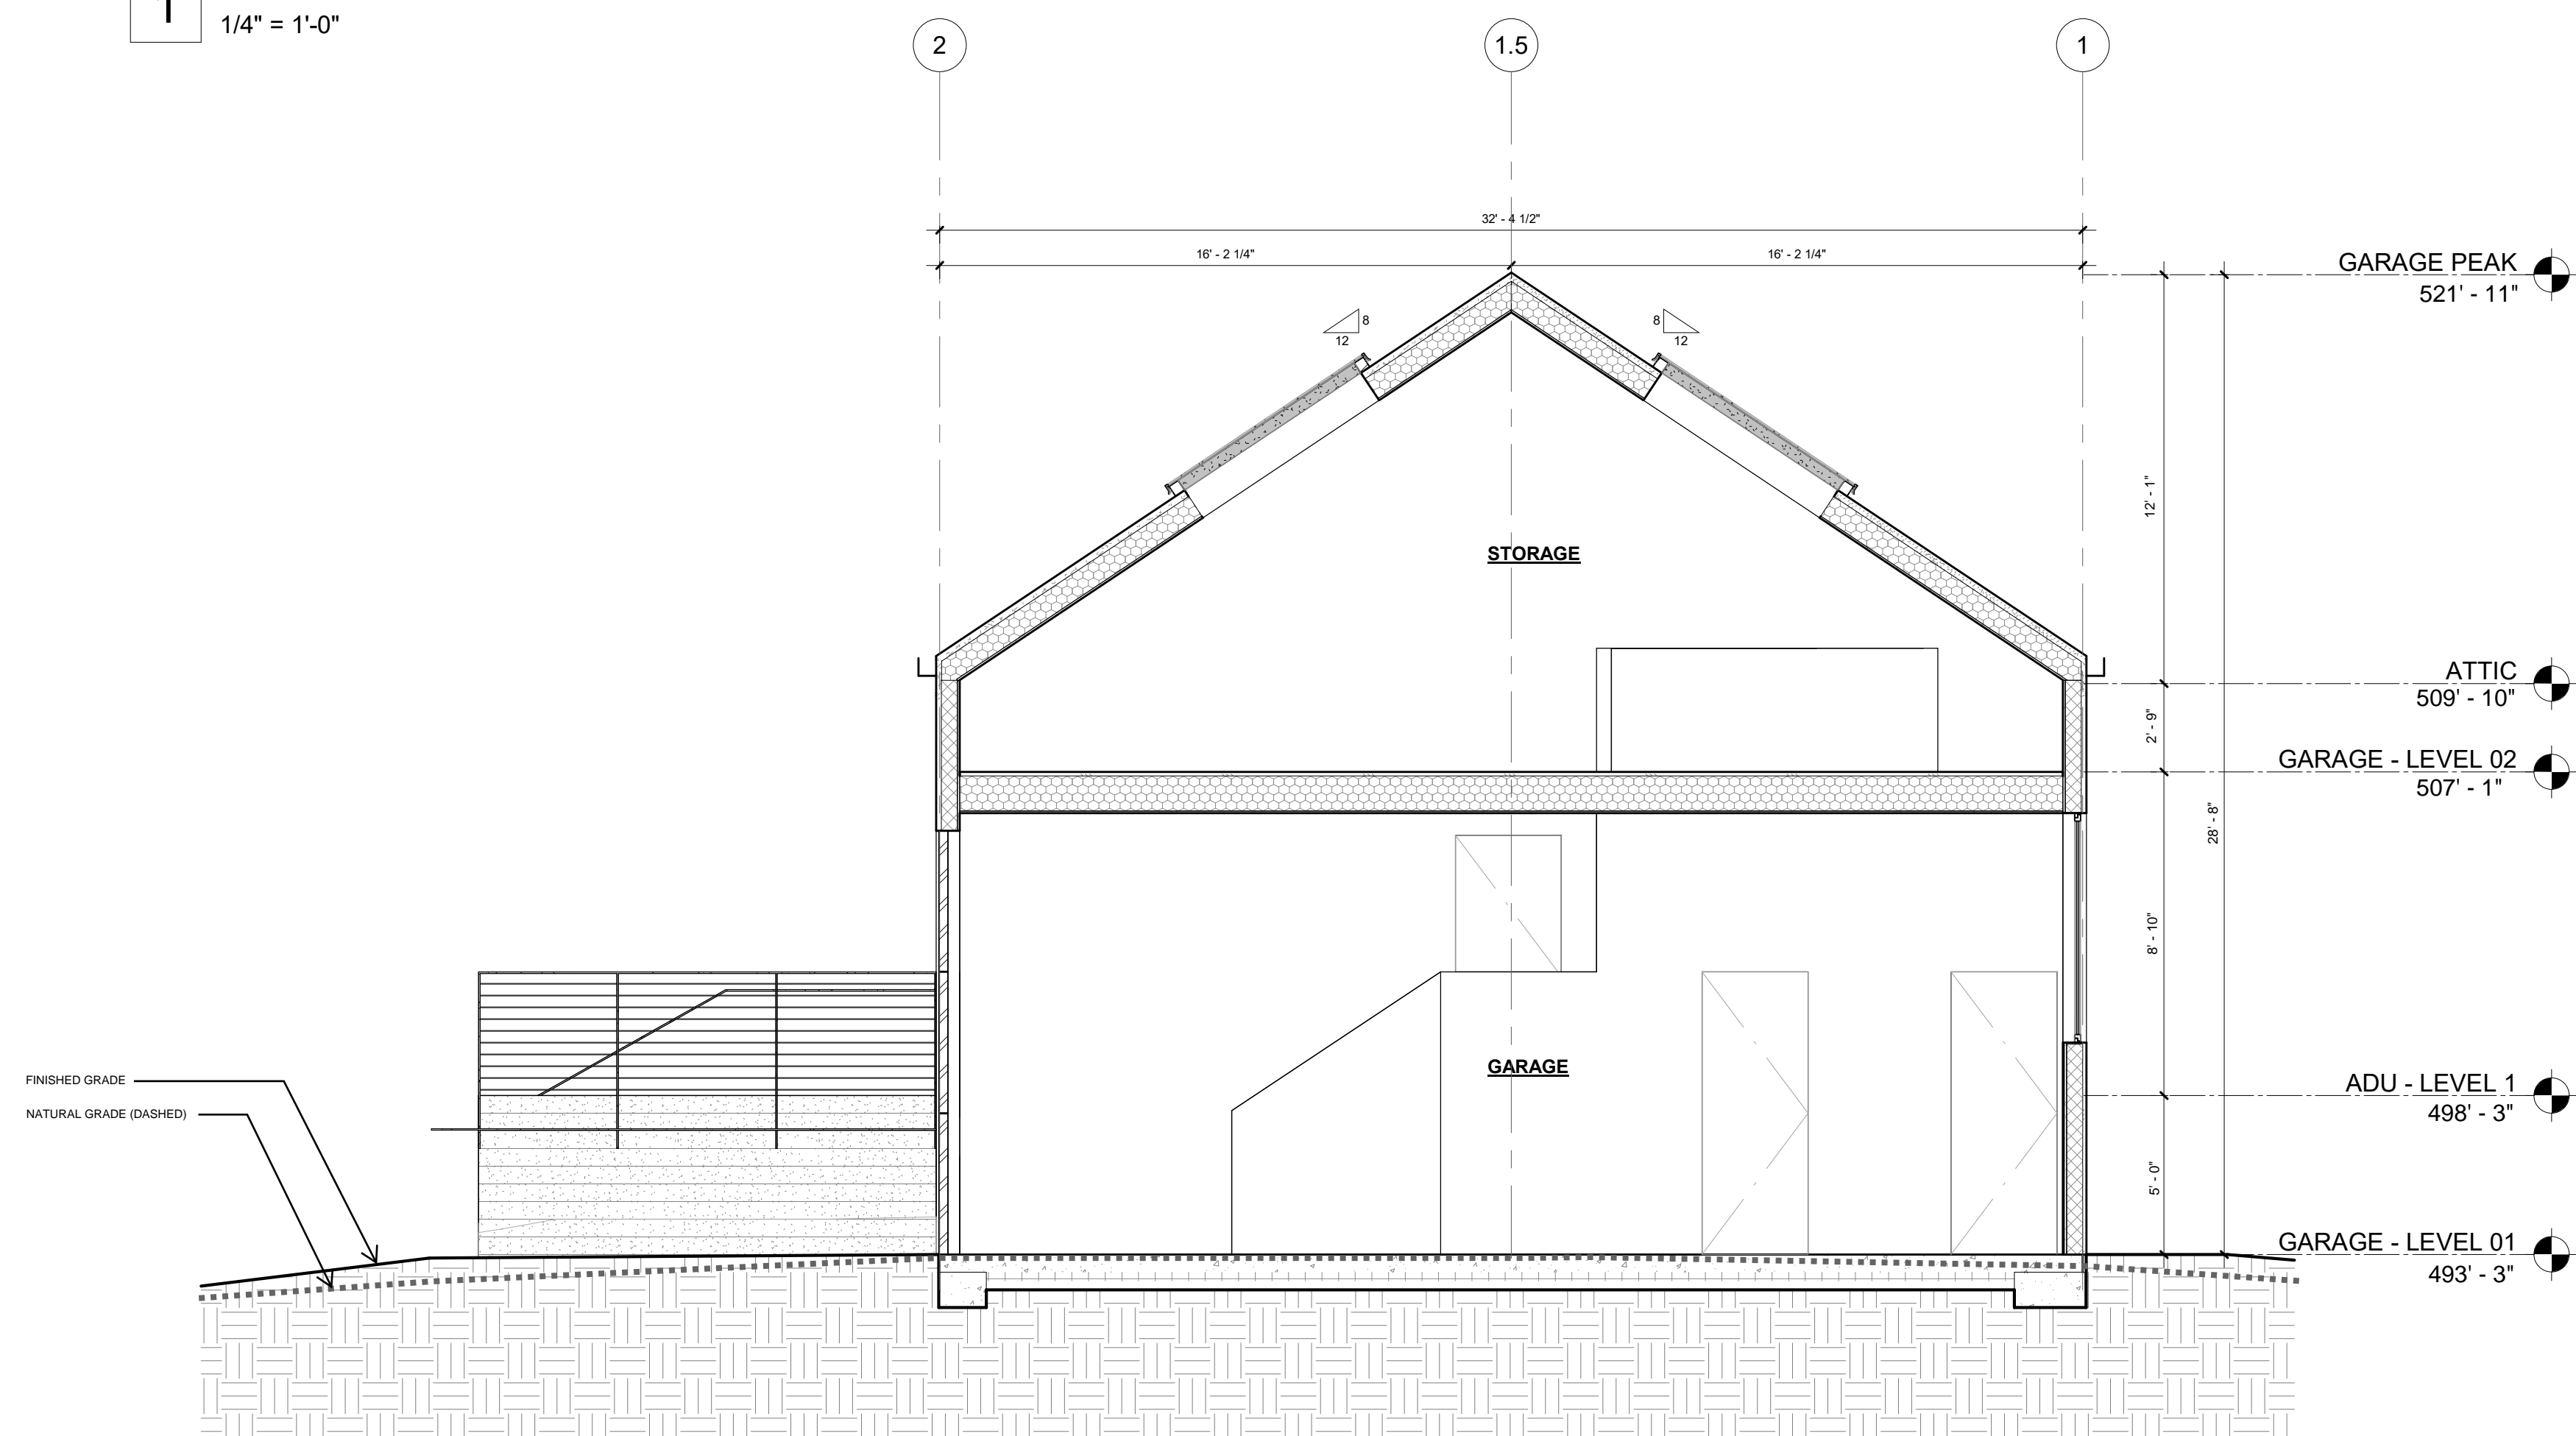 1
1/4" = 1'-0"
2
1.5
1
32' - 4 1/2"
16' - 2 1/4"
16' - 2 1/4"
GARAGE PEAK
521' - 11"
8
12
8
12
12' - 1"
STORAGE
ATTIC
509' - 10"
2' - 9"
GARAGE - LEVEL 02
507' - 1"
28' - 8"
8' - 10"
GARAGE
FINISHED GRADE
NATURAL GRADE (DASHED)
ADU - LEVEL 1
498' - 3"
5' - 0"
GARAGE - LEVEL 01
493' - 3"